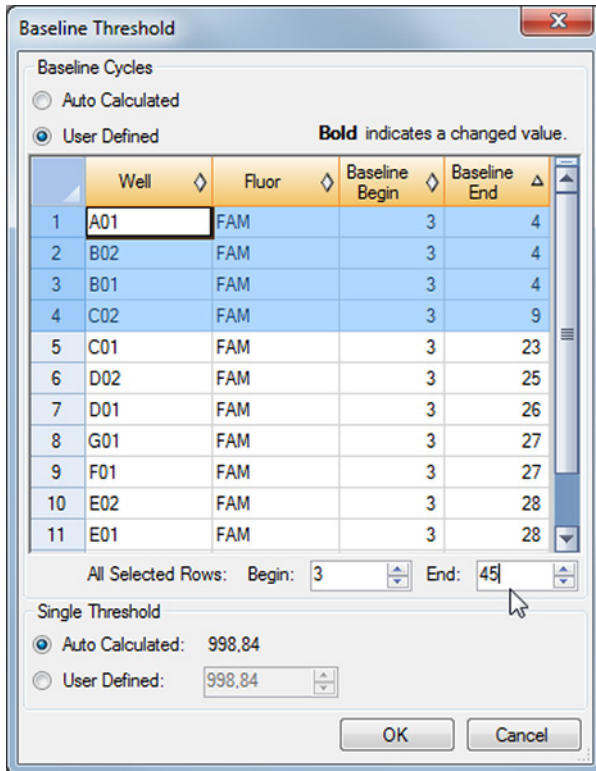 Baseline Threshold
Baseline Cycles
Auto Calculated
User Defined Bold indicates a changed value.
Well Fluor Baseline Begin Baseline End
1 A01 FAM 3 4
2 B02 FAM 3 4
3 B01 FAM 3 4
4 C02 FAM 3 9
5 C01 FAM 3 23
6 D02 FAM 3 25
7 D01 FAM 3 26
8 G01 FAM 3 27
9 F01 FAM 3 27
10 E02 FAM 3 28
11 E01 FAM 3 28
All Selected Rows: Begin: 3 End: 45
Single Threshold
Auto Calculated: 998,84
User Defined: 998,84
OK Cancel